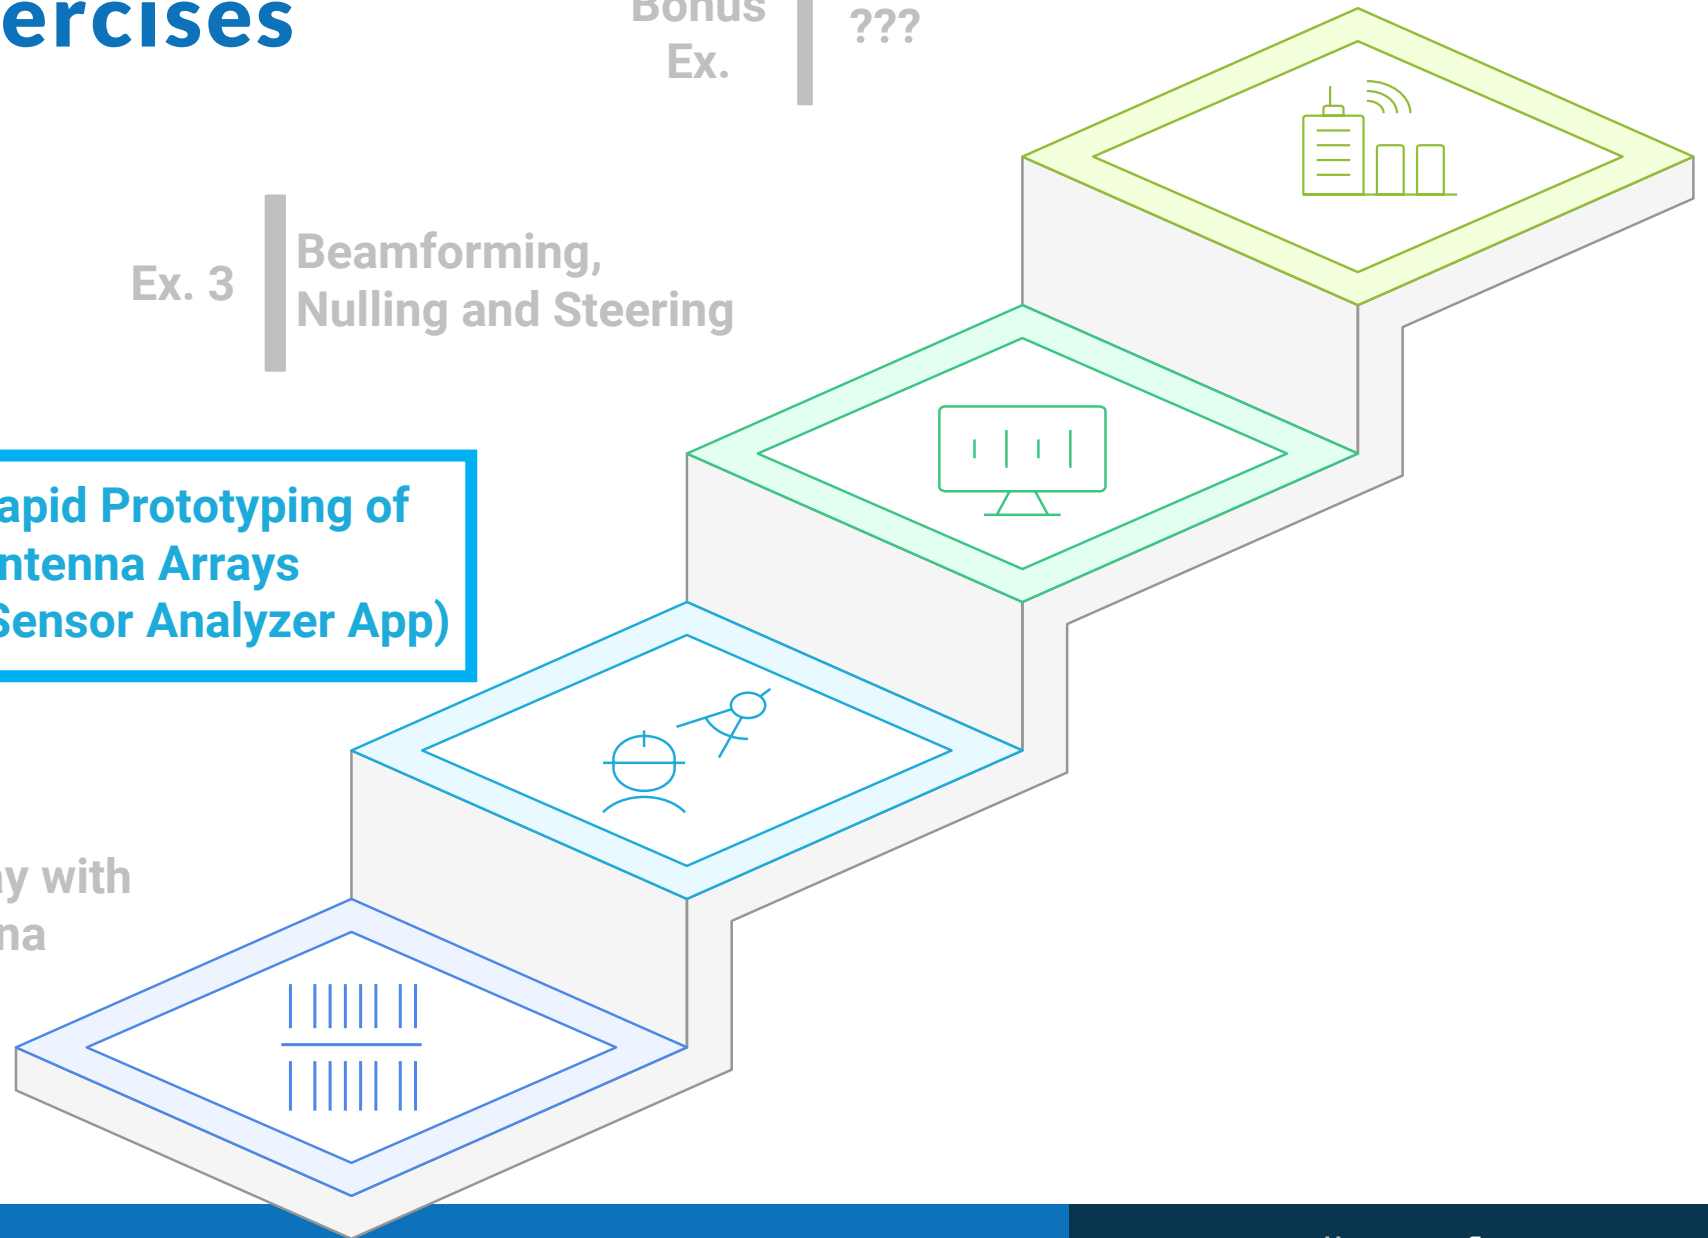 ercises
Bonus
Ex.
???
Ex. 3
Beamforming,
Nulling and Steering
apid Prototyping of
ntenna Arrays
Sensor Analyzer App)
ay with
na